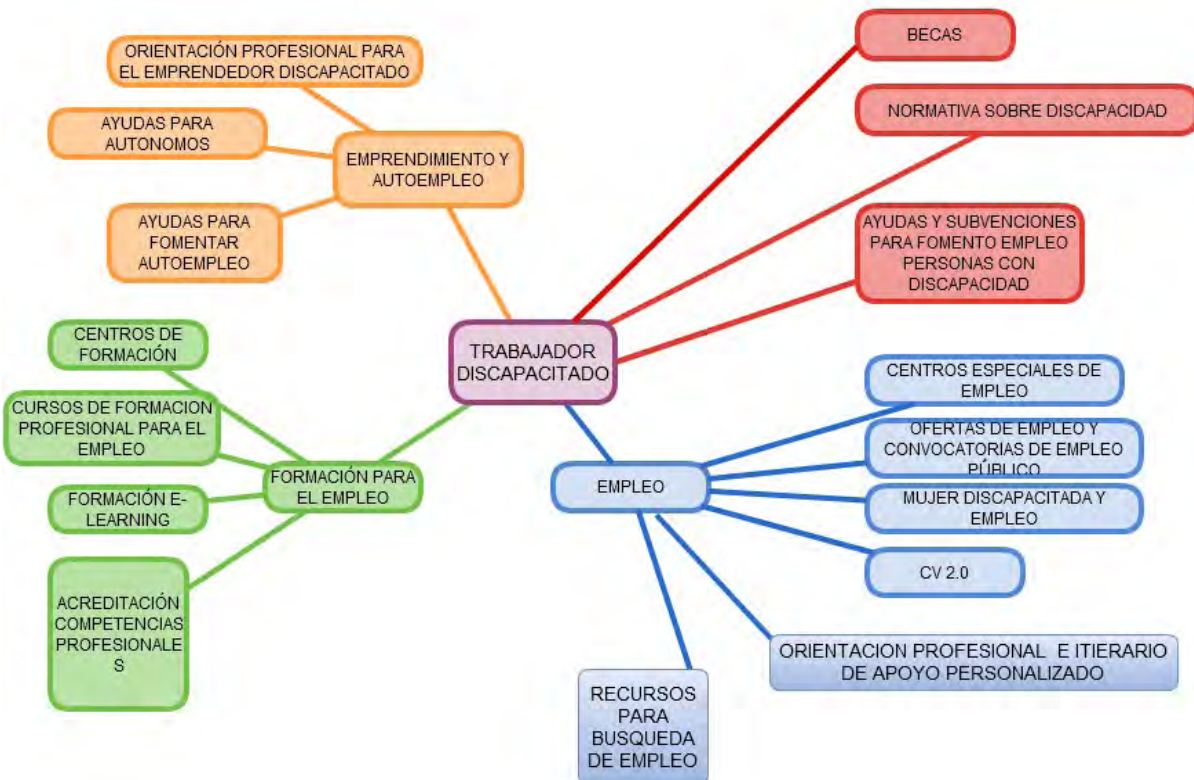 ORIENTACIÓN PROFESIONAL PARA
EL EMPRENDEDOR DISCAPACITADO
AYUDAS PARA
AUTONOMOS
EMPRENDIMIENTO Y
AUTOEMPLEO
AYUDAS PARA
FOMENTAR
AUTOEMPLEO
BECAS
NORMATIVA SOBRE DISCAPACIDAD
AYUDAS Y SUBVENCIONES
PARA FOMENTO EMPLEO
PERSONAS CON
DISCAPACIDAD
TRABAJADOR
DISCAPACITADO
CENTROS DE
FORMACIÓN
CURSOS DE FORMACION
PROFESIONAL PARA EL
EMPLEO
FORMACIÓN PARA
EL EMPLEO
FORMACIÓN E-
LEARNING
ACREDITACIÓN
COMPETENCIAS
PROFESIONALE
S
EMPLEO
CENTROS ESPECIALES DE
EMPLEO
OFERTAS DE EMPLEO Y
CONVOCATORIAS DE EMPLEO
PÚBLICO
MUJER DISCAPACITADA Y
EMPLEO
CV 2.0
ORIENTACION PROFESIONAL E ITIERARIO
DE APOYO PERSONALIZADO
RECURSOS
PARA
BUSQUEDA
DE EMPLEO